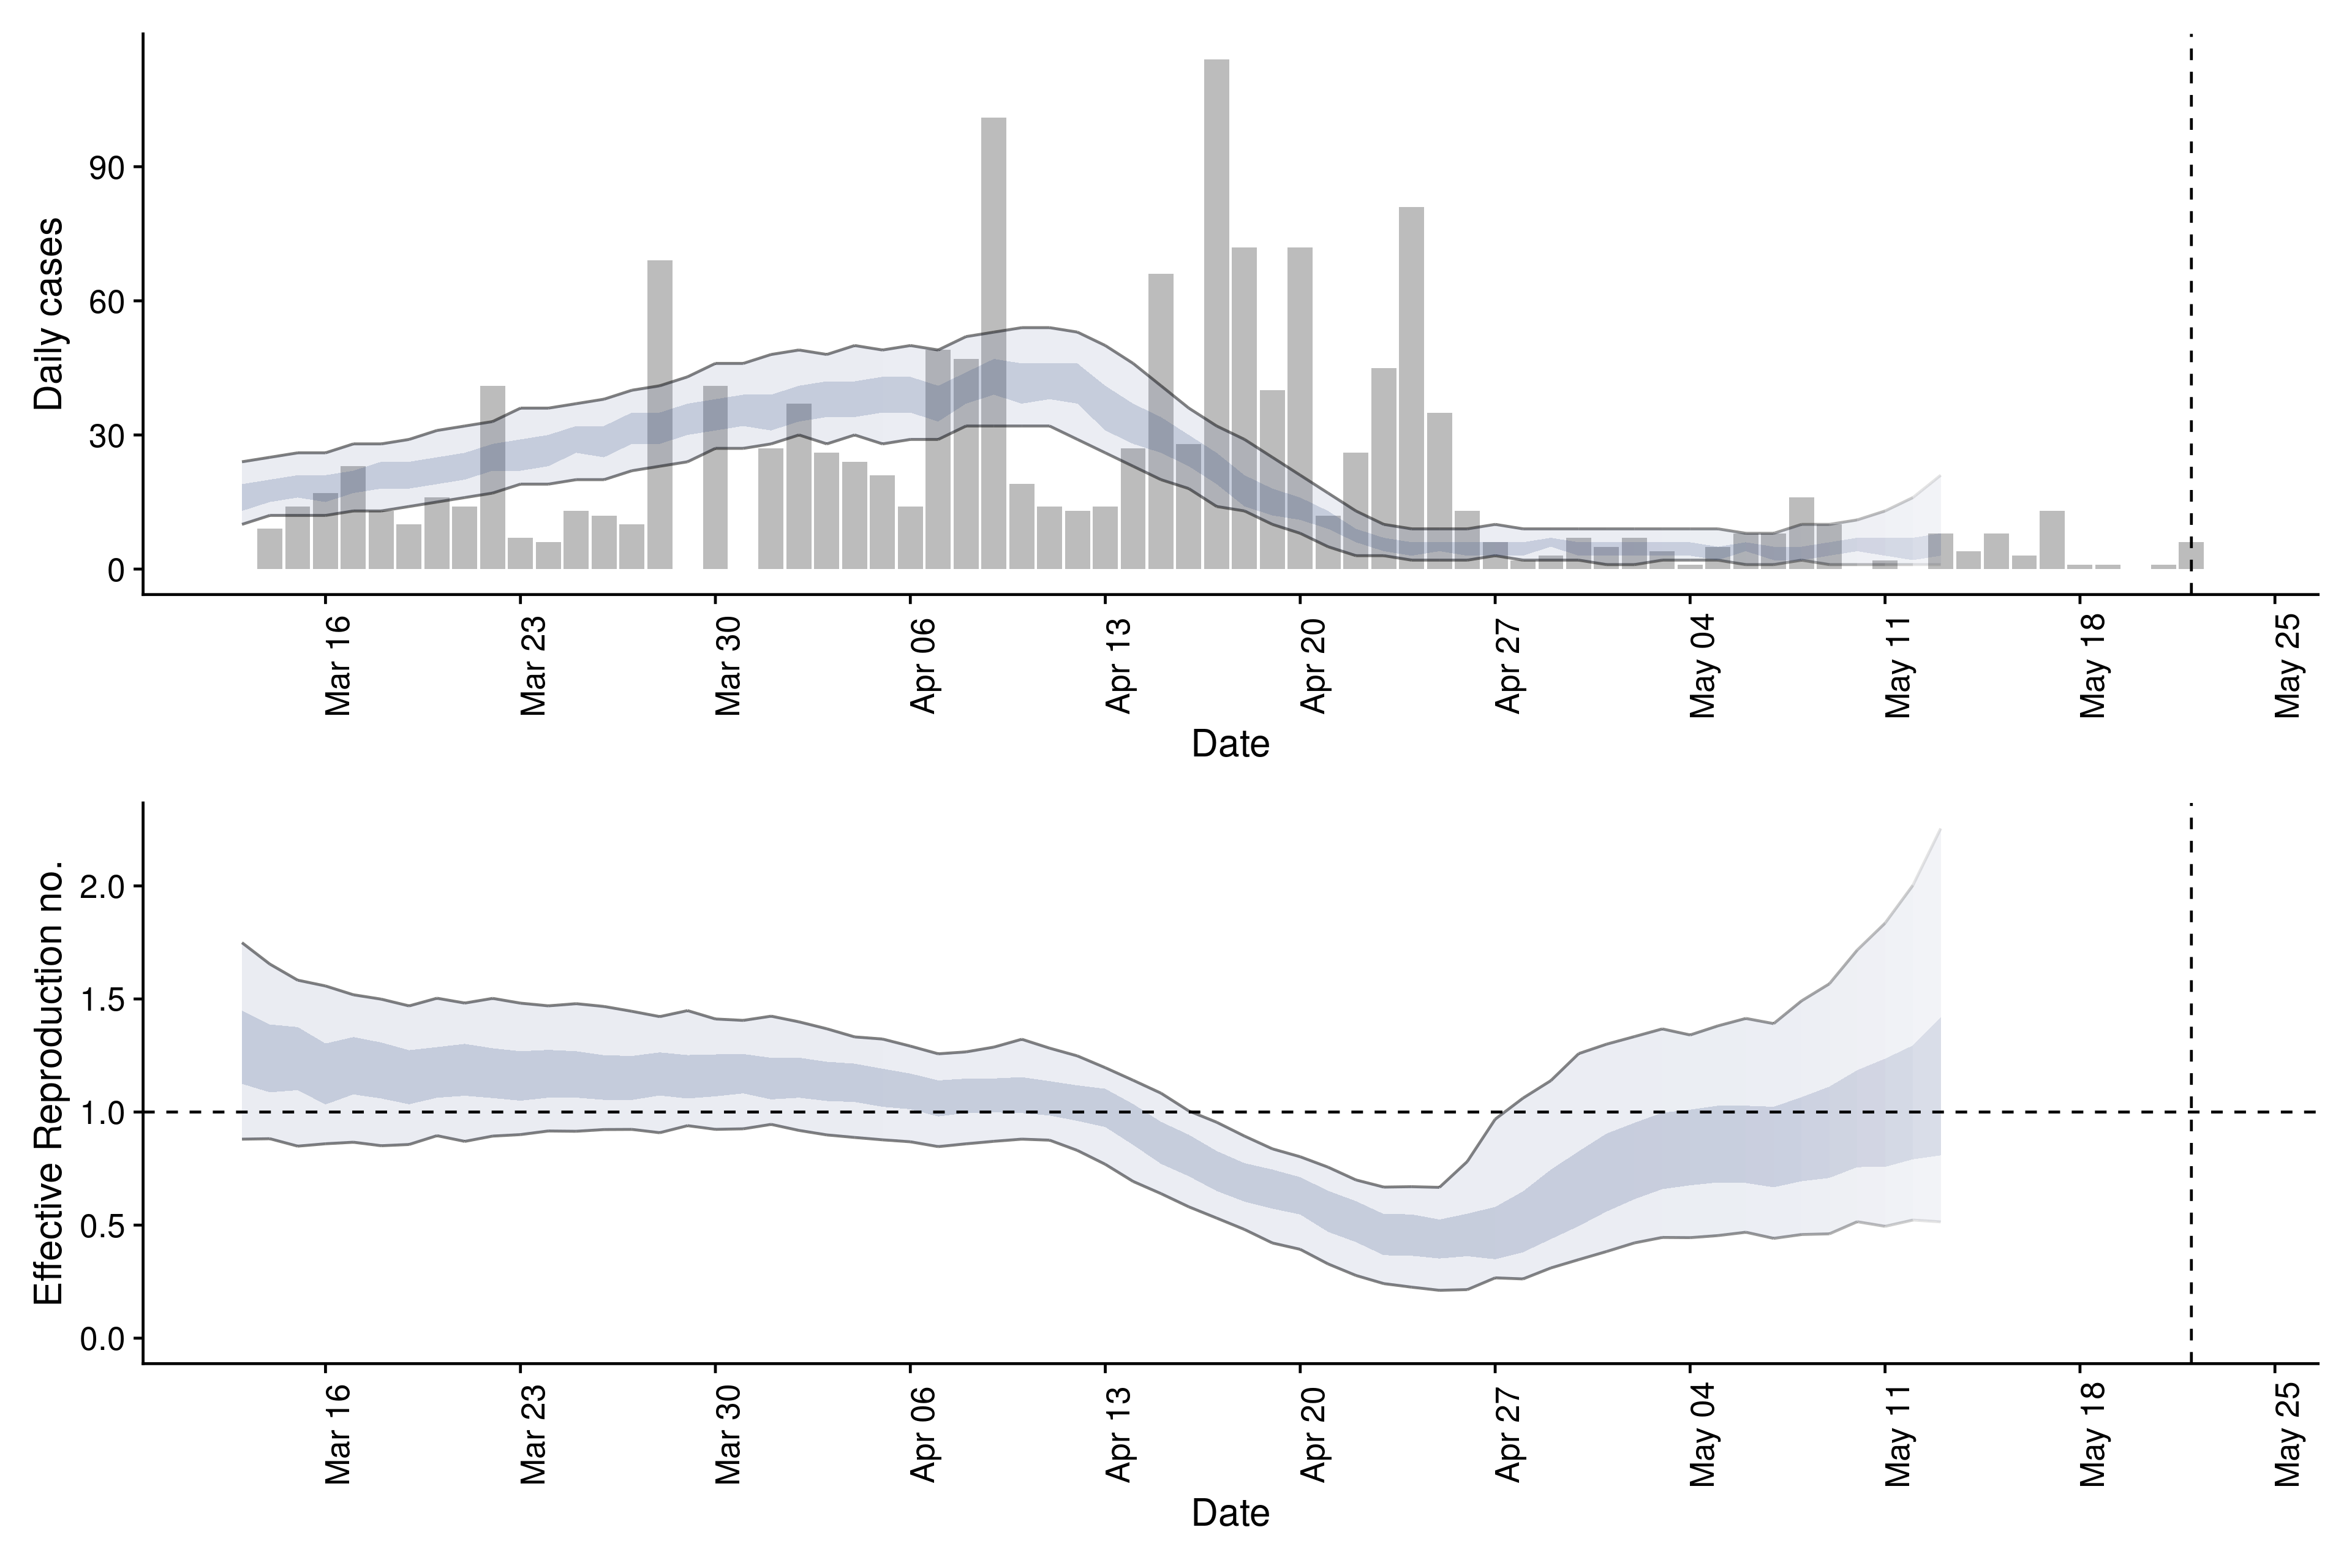 Daily cases
90
60
30
0
Mar 16
Mar 23
Mar 30
Apr 06
Apr 13
Apr 20
Apr 27
May 04
May 11
May 18
May 25
Date
Effective Reproduction no.
2.0
1.5
1.0
0.5
0.0
Mar 16
Mar 23
Mar 30
Apr 06
Apr 13
Apr 20
Apr 27
May 04
May 11
May 18
May 25
Date